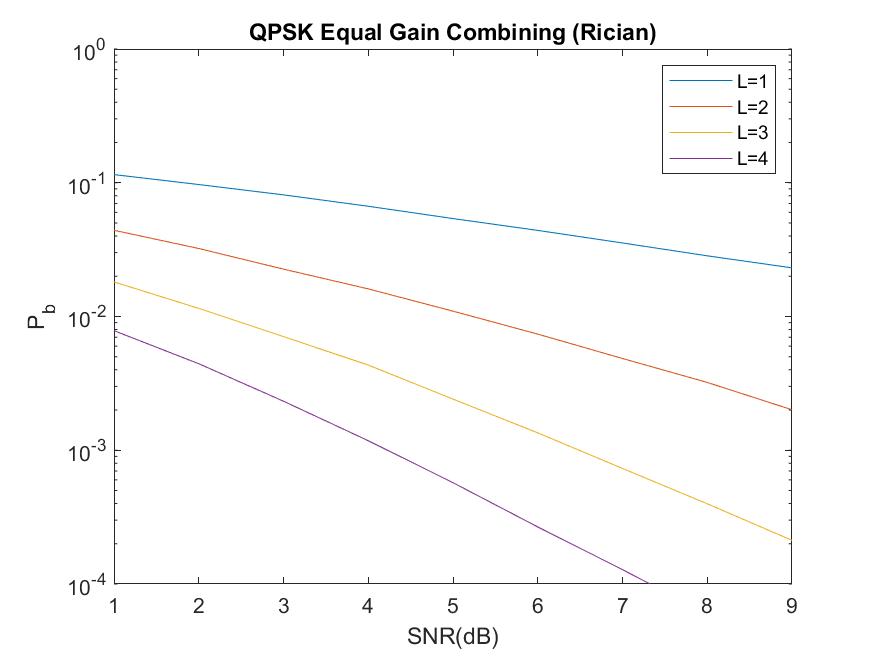 QPSK Equal Gain Combining (Rician)
10^0
10^-1
10^-2
10^-3
10^-4
P_b
L=1
L=2
L=3
L=4
1 2 3 4 5 6 7 8 9
SNR(dB)